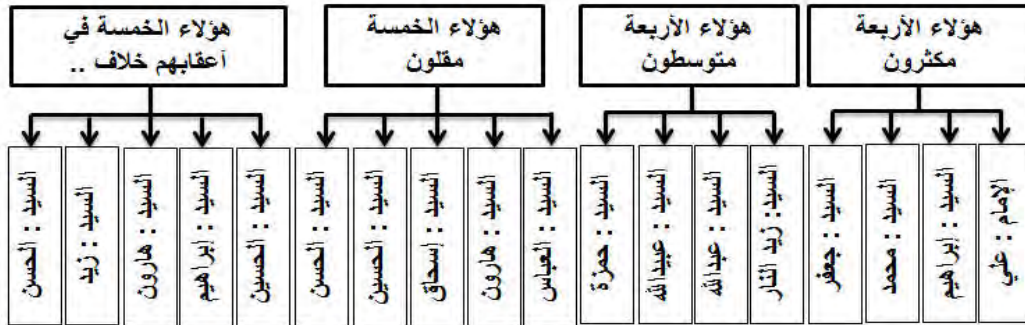 هؤلاء الأربعة
مكثرون
هؤلاء الأربعة
متوسطون
هؤلاء الخمسة
مقلون
هؤلاء الخمسة في
أعقابهم خلاف ..
الإمام : علي
السيد : إبراهيم
السيد : محمد
السيد : جعفر
السيد : زيد النار
السيد : عبدالله
السيد : عبيدالله
السيد : حمزة
السيد : العباس
السيد : هارون
السيد : إسحاق
السيد : الحسين
السيد : الحسن
السيد : الحسين
السيد : إبراهيم
السيد : هارون
السيد : زيد
السيد : الحسن